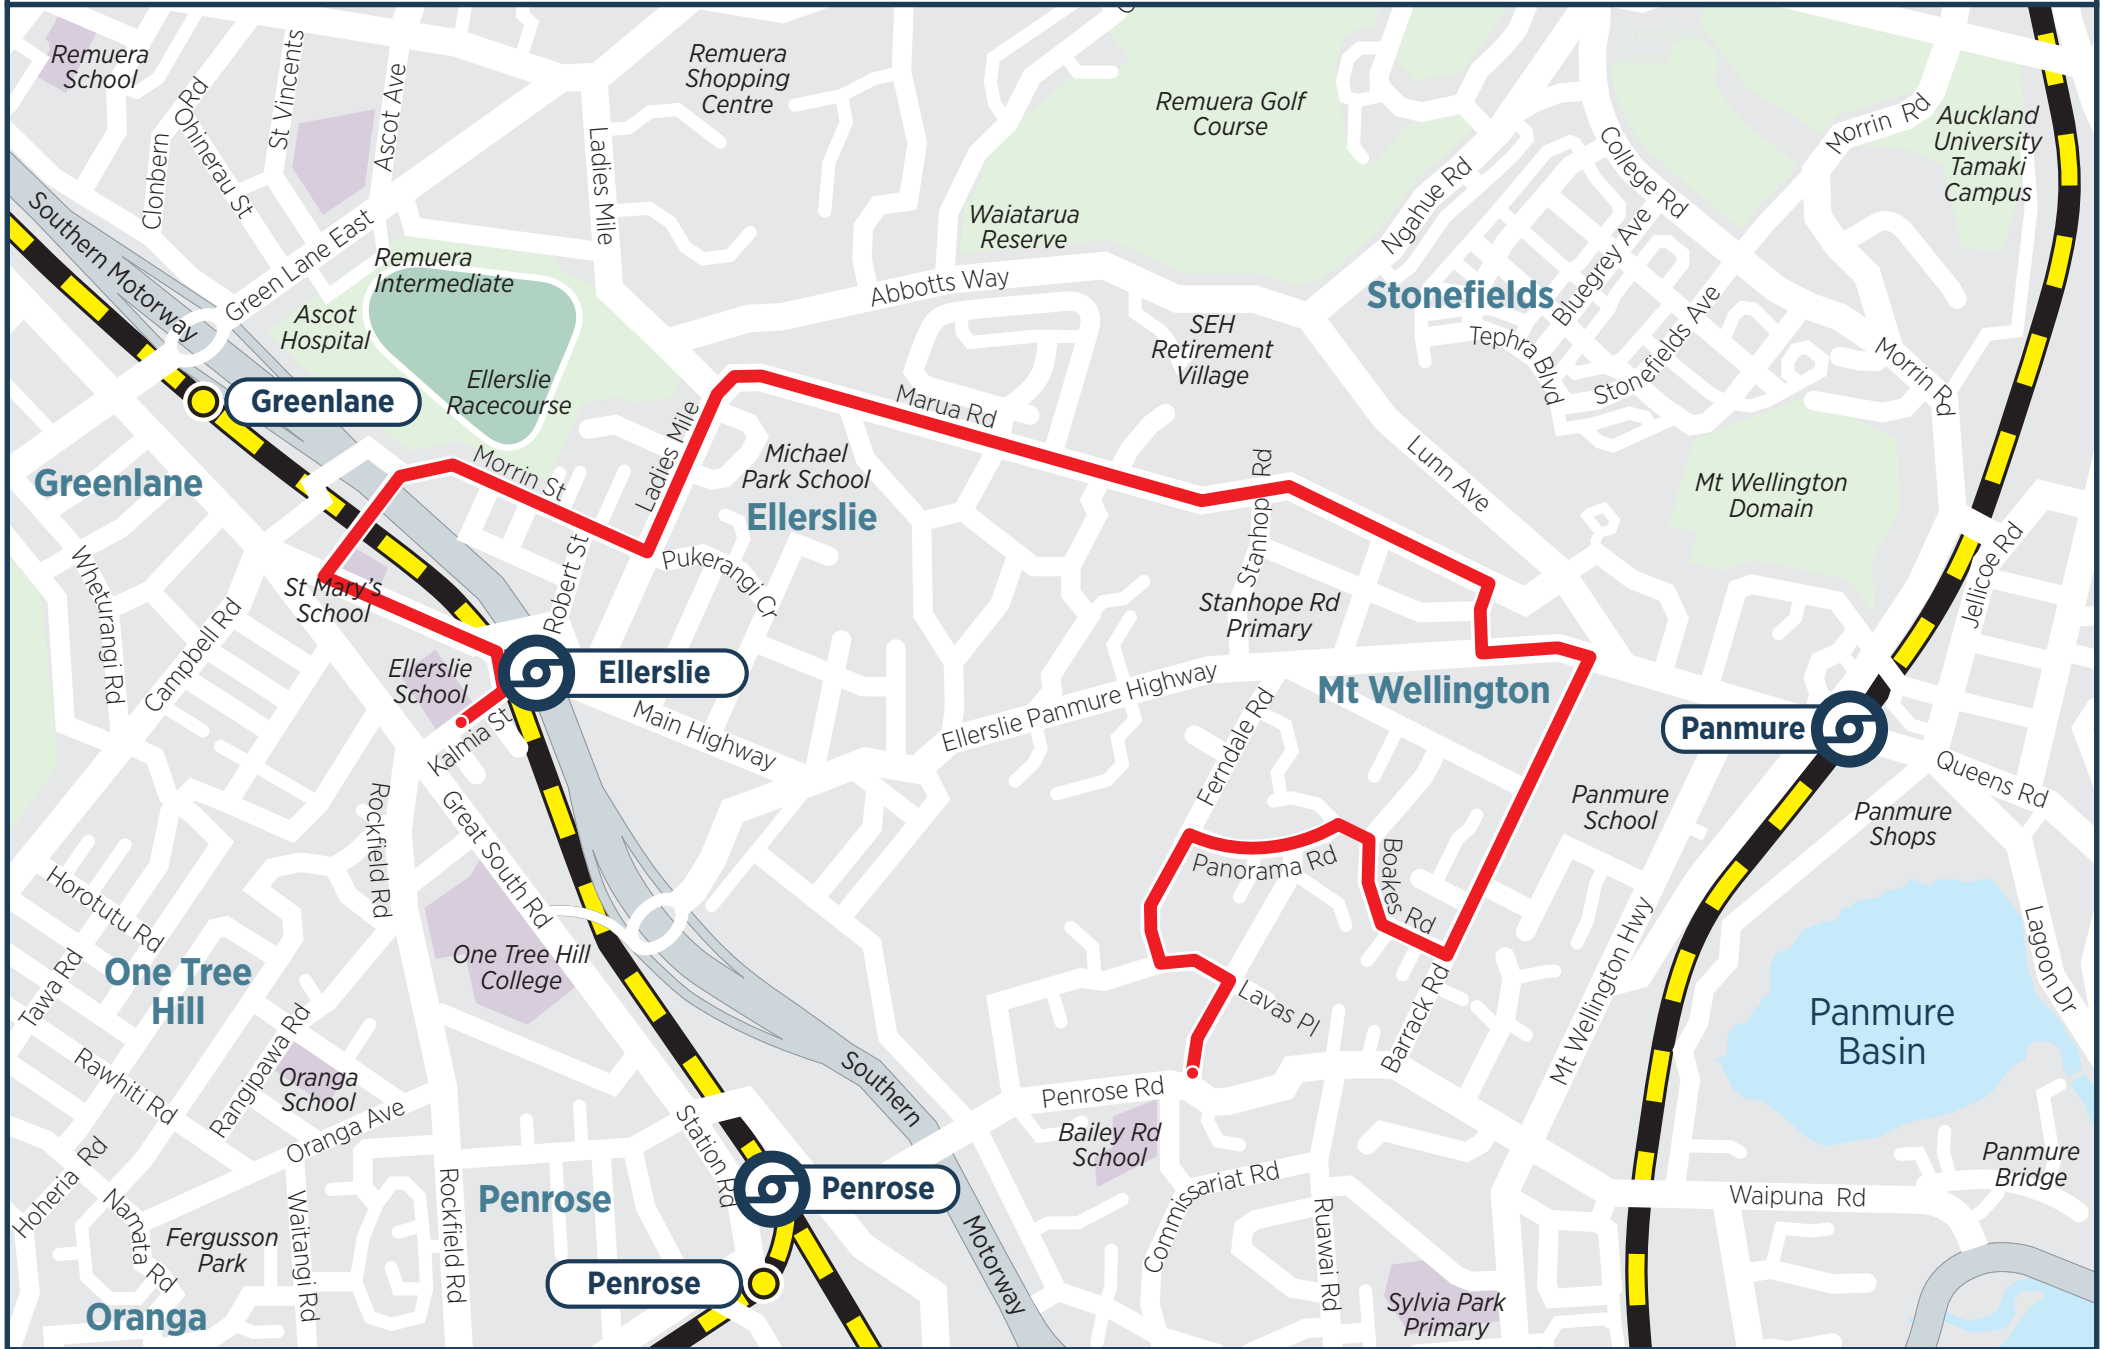 Remuera
School
Clonbern
Rd
Ohinerau St
St Vincents
Ascot Ave
Ladies Mile
Remuera
Shopping
Centre
Remuera Golf
Course
Waiatarua
Reserve
Ngahue Rd
College Rd
Morrin Rd
Auckland
University
Tamaki
Campus
Southern Motorway
Green Lane East
Remuera
Intermediate
Ascot
Hospital
Ellerslie
Racecourse
Abbotts Way
SEH
Retirement
Village
Stonefields
Bluegrey Ave
Tephra Blvd
Stonefields Ave
Morrin Rd
Greenlane
Greenlane
Morrin St
Ladies Mile
Michael
Park School
Ellerslie
Marua Rd
Stanhope Rd
Lunn Ave
Mt Wellington
Domain
Jellicoe Rd
Wheturangi Rd
Campbell Rd
St Mary's
School
Robert St
Pukerangi Cr
Stanhope Rd
Primary
Ellerslie
School
Ellerslie
Kalmia St
Main Highway
Ellerslie Panmure Highway
Ferndale Rd
Mt Wellington
Panmure
Queens Rd
Panmure
School
Panmure
Shops
Rockfield Rd
Great South Rd
Panorama Rd
Boakes Rd
Horotutu Rd
Tawa Rd
One Tree
Hill
One Tree Hill
College
Lavas Pl
Barrack Rd
Mt Wellington Hwy
Lagoon Dr
Panmure
Basin
Rawhiti Rd
Rangipawa Rd
Oranga
School
Oranga Ave
Southern
Motorway
Station Rd
Penrose Rd
Bailey Rd
School
Commissariat Rd
Ruawai Rd
Hoheria Rd
Namata Rd
Fergusson
Park
Waitangi Rd
Rockfield Rd
Penrose
Penrose
Penrose
Oranga
Sylvia Park
Primary
Waipuna Rd
Panmure
Bridge